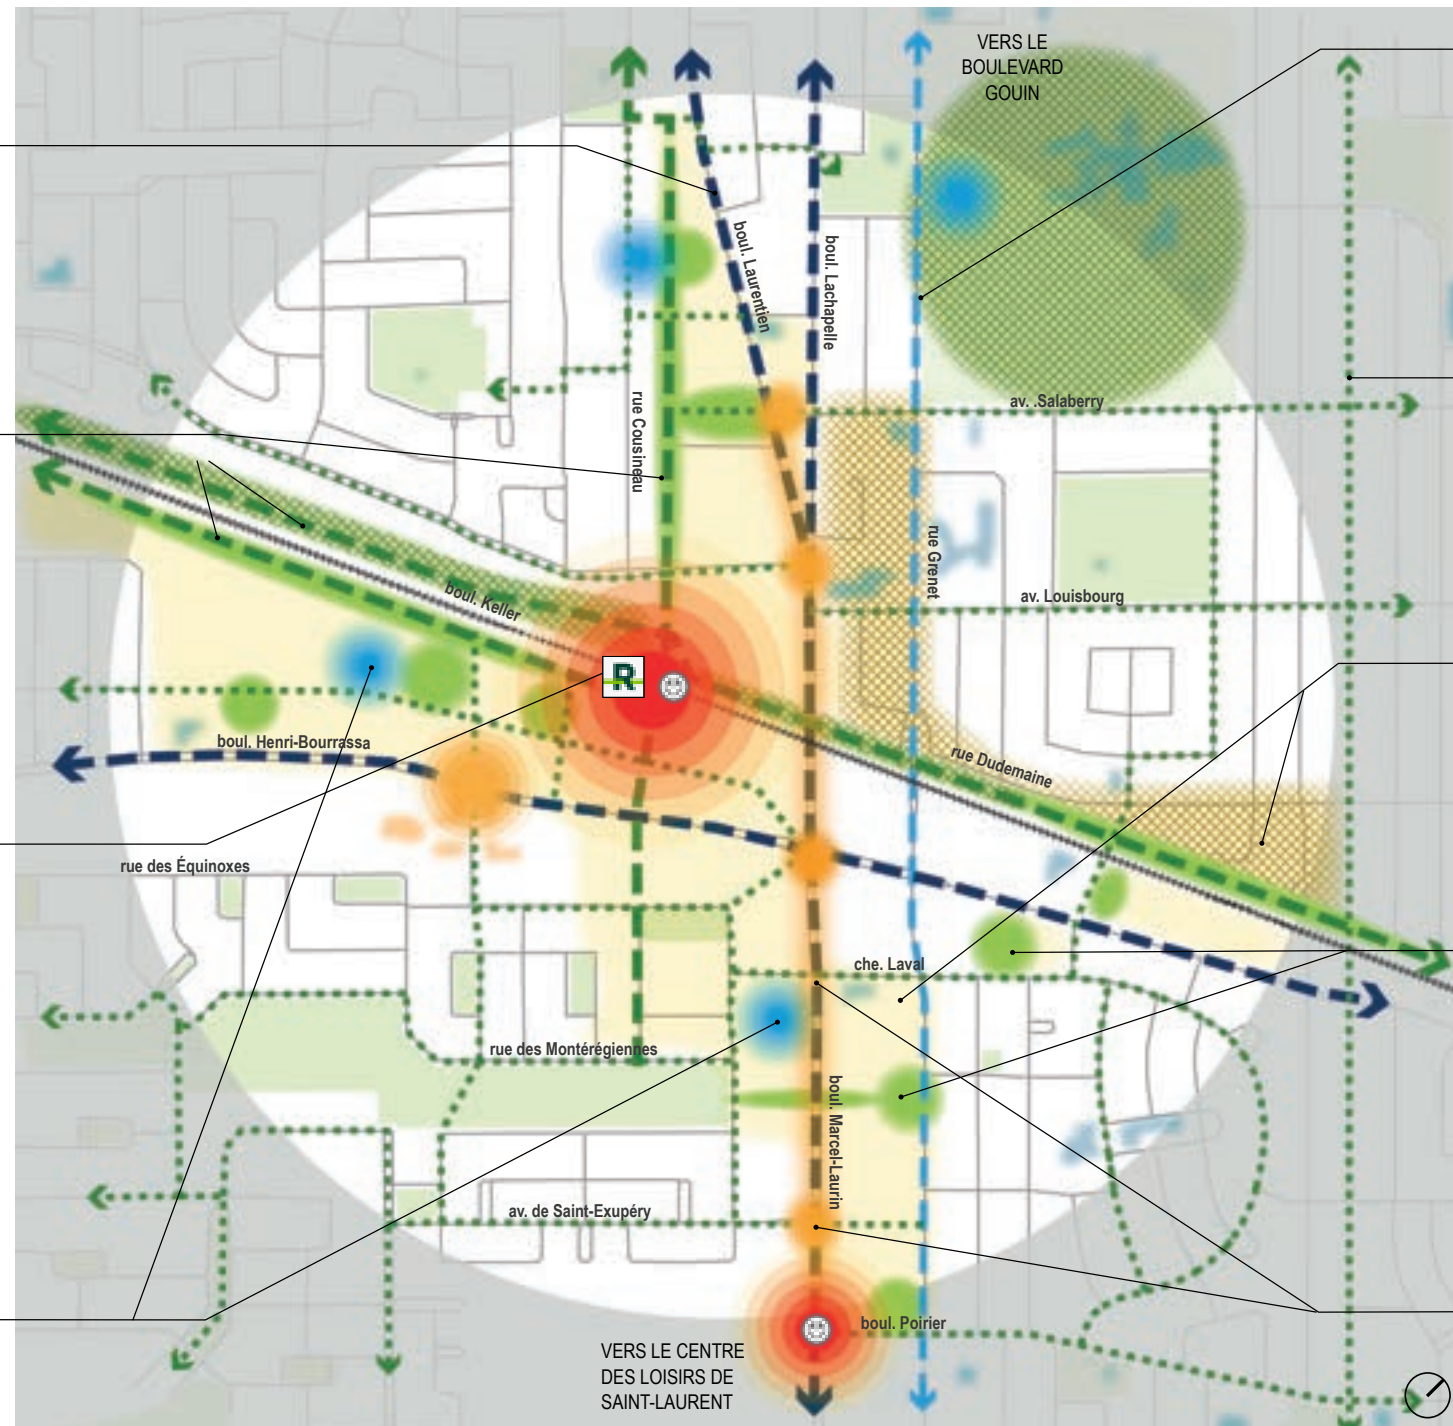 VERS LE
BOULEVARD
GOUIN
boul. Laurentien
boul. Lachapelle
rue Cousineau
av. .Salaberry
rue Grenet
boul. Keller
av. Louisbourg
R
boul. Henri-Bourrassa
rue Dudemaine
rue des Équinoxes
che. Laval
rue des Montérégiennes
boul. Marcel-Laurin
av. de Saint-Exupéry
boul. Poirier
VERS LE CENTRE
DES LOISIRS DE
SAINT-LAURENT